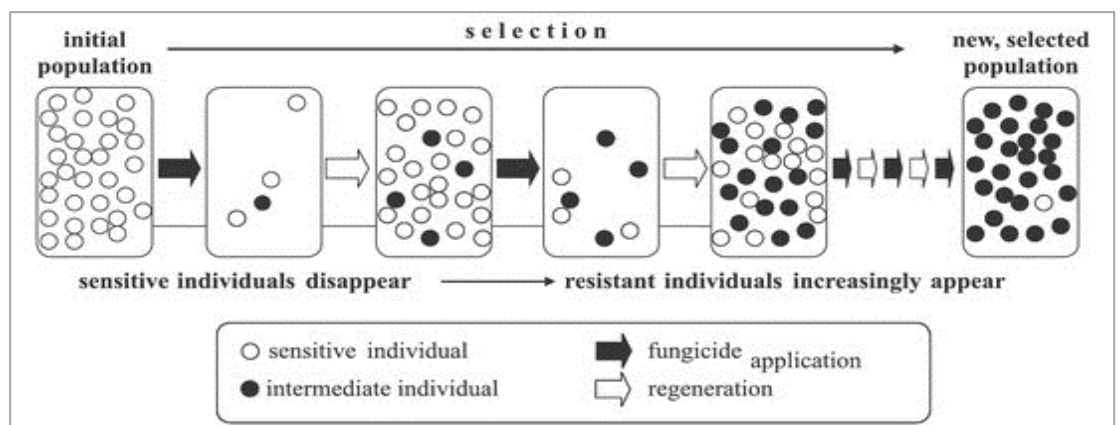 s e l e c t i o n
initial
population
new, selected
population
sensitive individuals disappear
resistant individuals increasingly appear
sensitive individual
fungicide
application
intermediate individual
regeneration